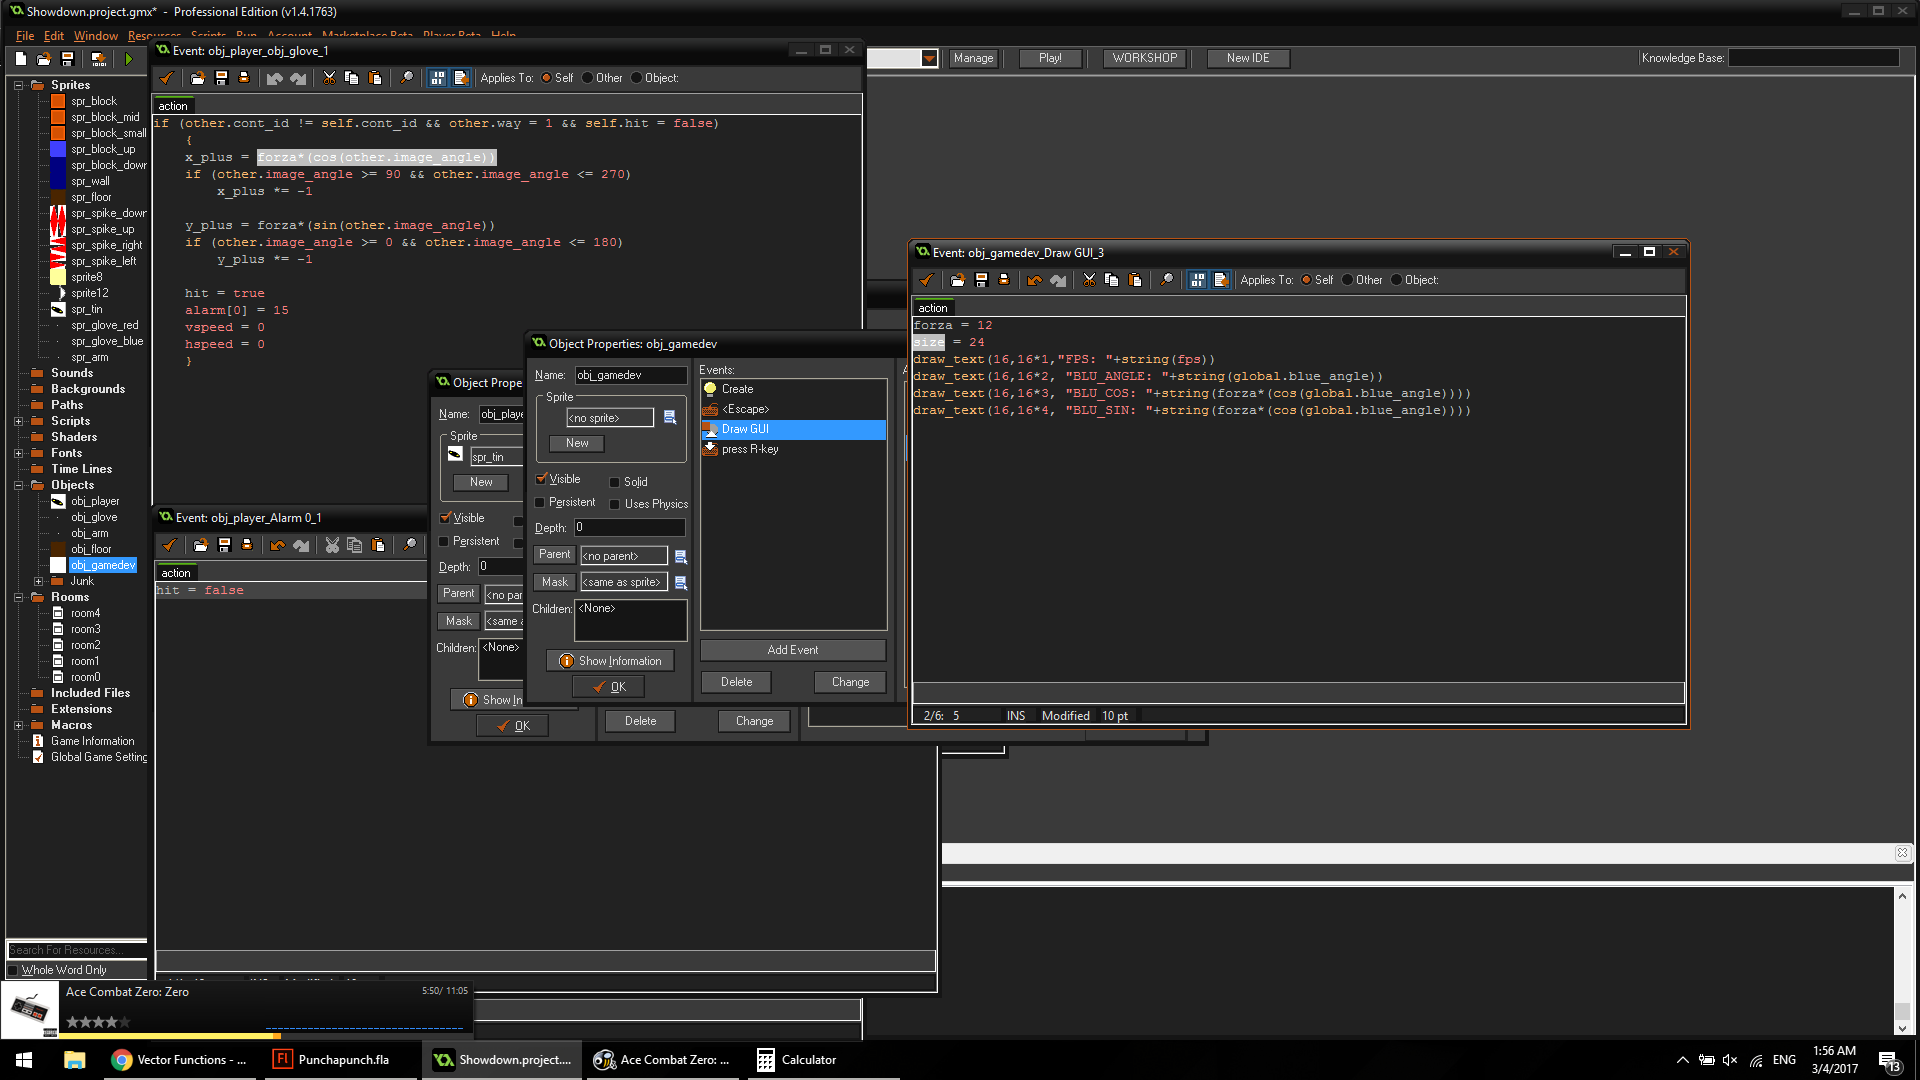 Showdown.project.gmx* - Professional Edition (v1.4.1763)
File Edit Window Resources Scripts Run Account Marketplace Beta Player Beta Help
Manage Play! WORKSHOP New IDE Knowledge Base:
Sprites
spr_block
spr_block_mid
spr_block_small
spr_block_up
spr_block_down
spr_wall
spr_floor
spr_spike_down
spr_spike_up
spr_spike_right
spr_spike_left
sprite8
sprite12
spr_tin
spr_glove_red
spr_glove_blue
spr_arm
Sounds
Backgrounds
Paths
Scripts
Shaders
Fonts
Time Lines
Objects
obj_player
obj_glove
obj_arm
obj_floor
obj_gamedev
Junk
Rooms
room4
room3
room2
room1
room0
Included Files
Extensions
Macros
Game Information
Global Game Setting
Search For Resources...
Whole Word Only
Event: obj_player_obj_glove_1
Applies To: Self Other Object:
action
if (other.cont_id != self.cont_id && other.way = 1 && self.hit = false)
{
x_plus = forza*(cos(other.image_angle))
if (other.image_angle >= 90 && other.image_angle <= 270)
x_plus *= -1
y_plus = forza*(sin(other.image_angle))
if (other.image_angle >= 0 && other.image_angle <= 180)
y_plus *= -1
hit = true
alarm[0] = 15
vspeed = 0
hspeed = 0
}
Event: obj_player_Alarm 0_1
action
hit = false
Object Prope
Name: obj_playe
Sprite
spr_tin
New
Visible
Persistent
Depth: 0
Parent <no par
Mask <same a
Children: <None>
Show In
OK
Delete
Change
Object Properties: obj_gamedev
Name: obj_gamedev
Sprite
<no sprite>
New
Visible Solid
Persistent Uses Physics
Depth: 0
Parent <no parent>
Mask <same as sprite>
Children: <None>
Show Information
OK
Events:
Create
<Escape>
Draw GUI
press R-key
Add Event
Delete Change
Event: obj_gamedev_Draw GUI_3
Applies To: Self Other Object:
action
forza = 12
size = 24
draw_text(16,16*1,"FPS: "+string(fps))
draw_text(16,16*2, "BLU_ANGLE: "+string(global.blue_angle))
draw_text(16,16*3, "BLU_COS: "+string(forza*(cos(global.blue_angle))))
draw_text(16,16*4, "BLU_SIN: "+string(forza*(cos(global.blue_angle))))
2/6: 5 INS Modified 10 pt
Ace Combat Zero: Zero 5:50/ 11:05
Vector Functions - ...
Punchapunch.fla
Showdown.project....
Ace Combat Zero: ...
Calculator
ENG
1:56 AM
3/4/2017
13